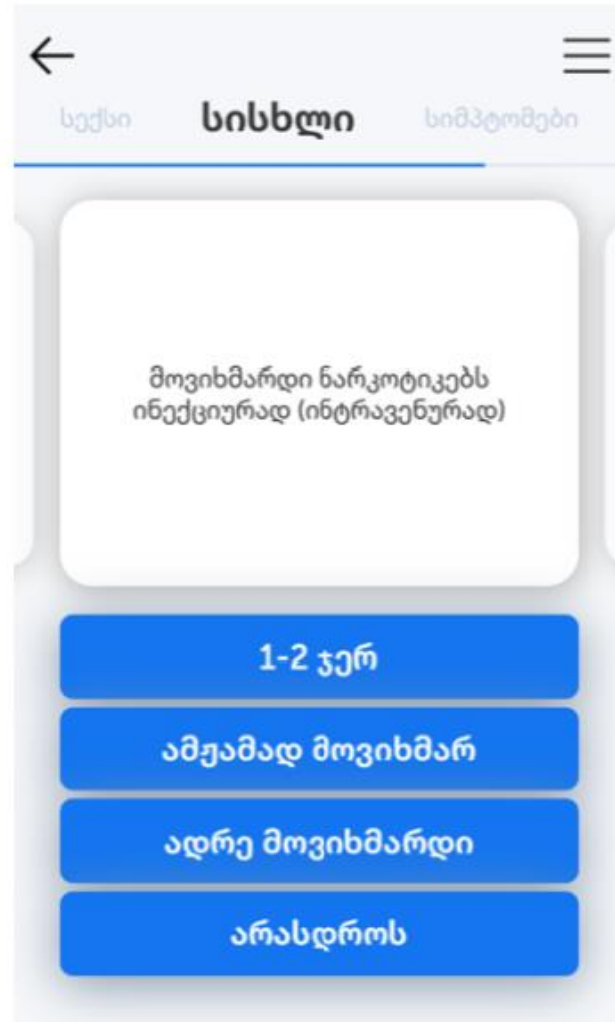 სექსი სისხლი სიმპტომები
მოვიხმარდი ნარკოტიკებს
ინექციურად (ინტრავენურად)
1-2 ჯერ
ამჟამად მოვიხმარ
ადრე მოვიხმარდი
არასდროს